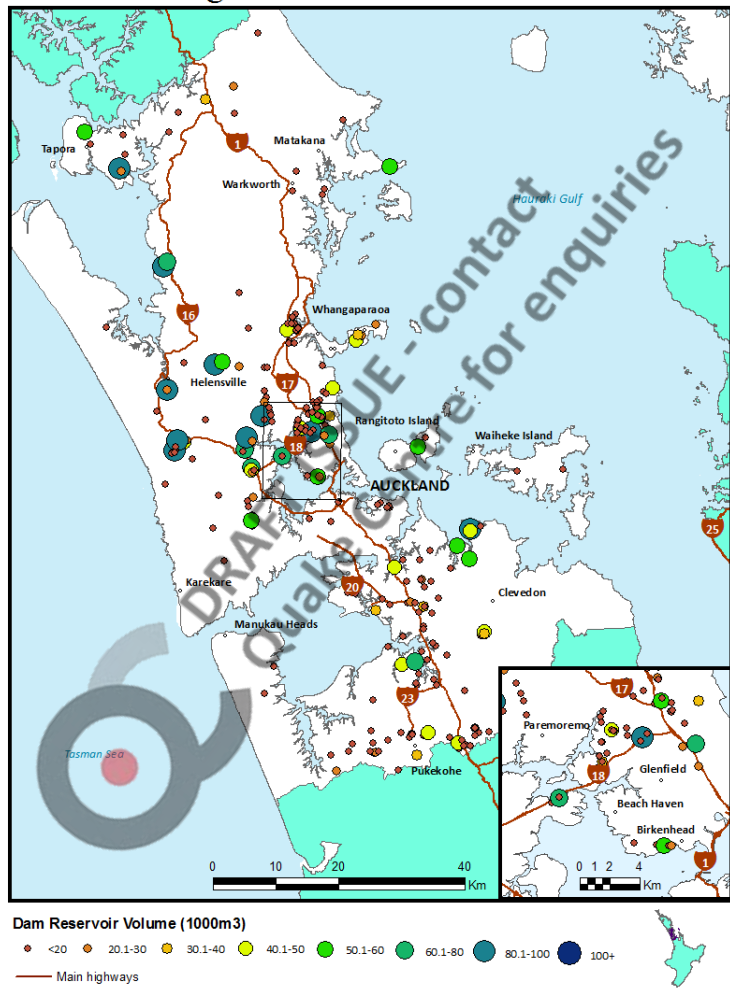 Tapora
1
Matakana
Warkworth
Hauraki Gulf
16
Whangaparaoa
17
Helensville
Rangitoto Island
18
Waiheke Island
AUCKLAND
25
20
Karekare
Clevedon
Manukau Heads
23
Tasman Sea
Pukekohe
DRAFT ISSUE - contact
Quake Centre for enquiries
17
Paremoremo
18
Glenfield
Beach Haven
Birkenhead
1
0 10 20 40
Km
0 1 2 4
Km
Dam Reservoir Volume (1000m3)
<20 20.1-30 30.1-40 40.1-50 50.1-60 60.1-80 80.1-100 100+
Main highways